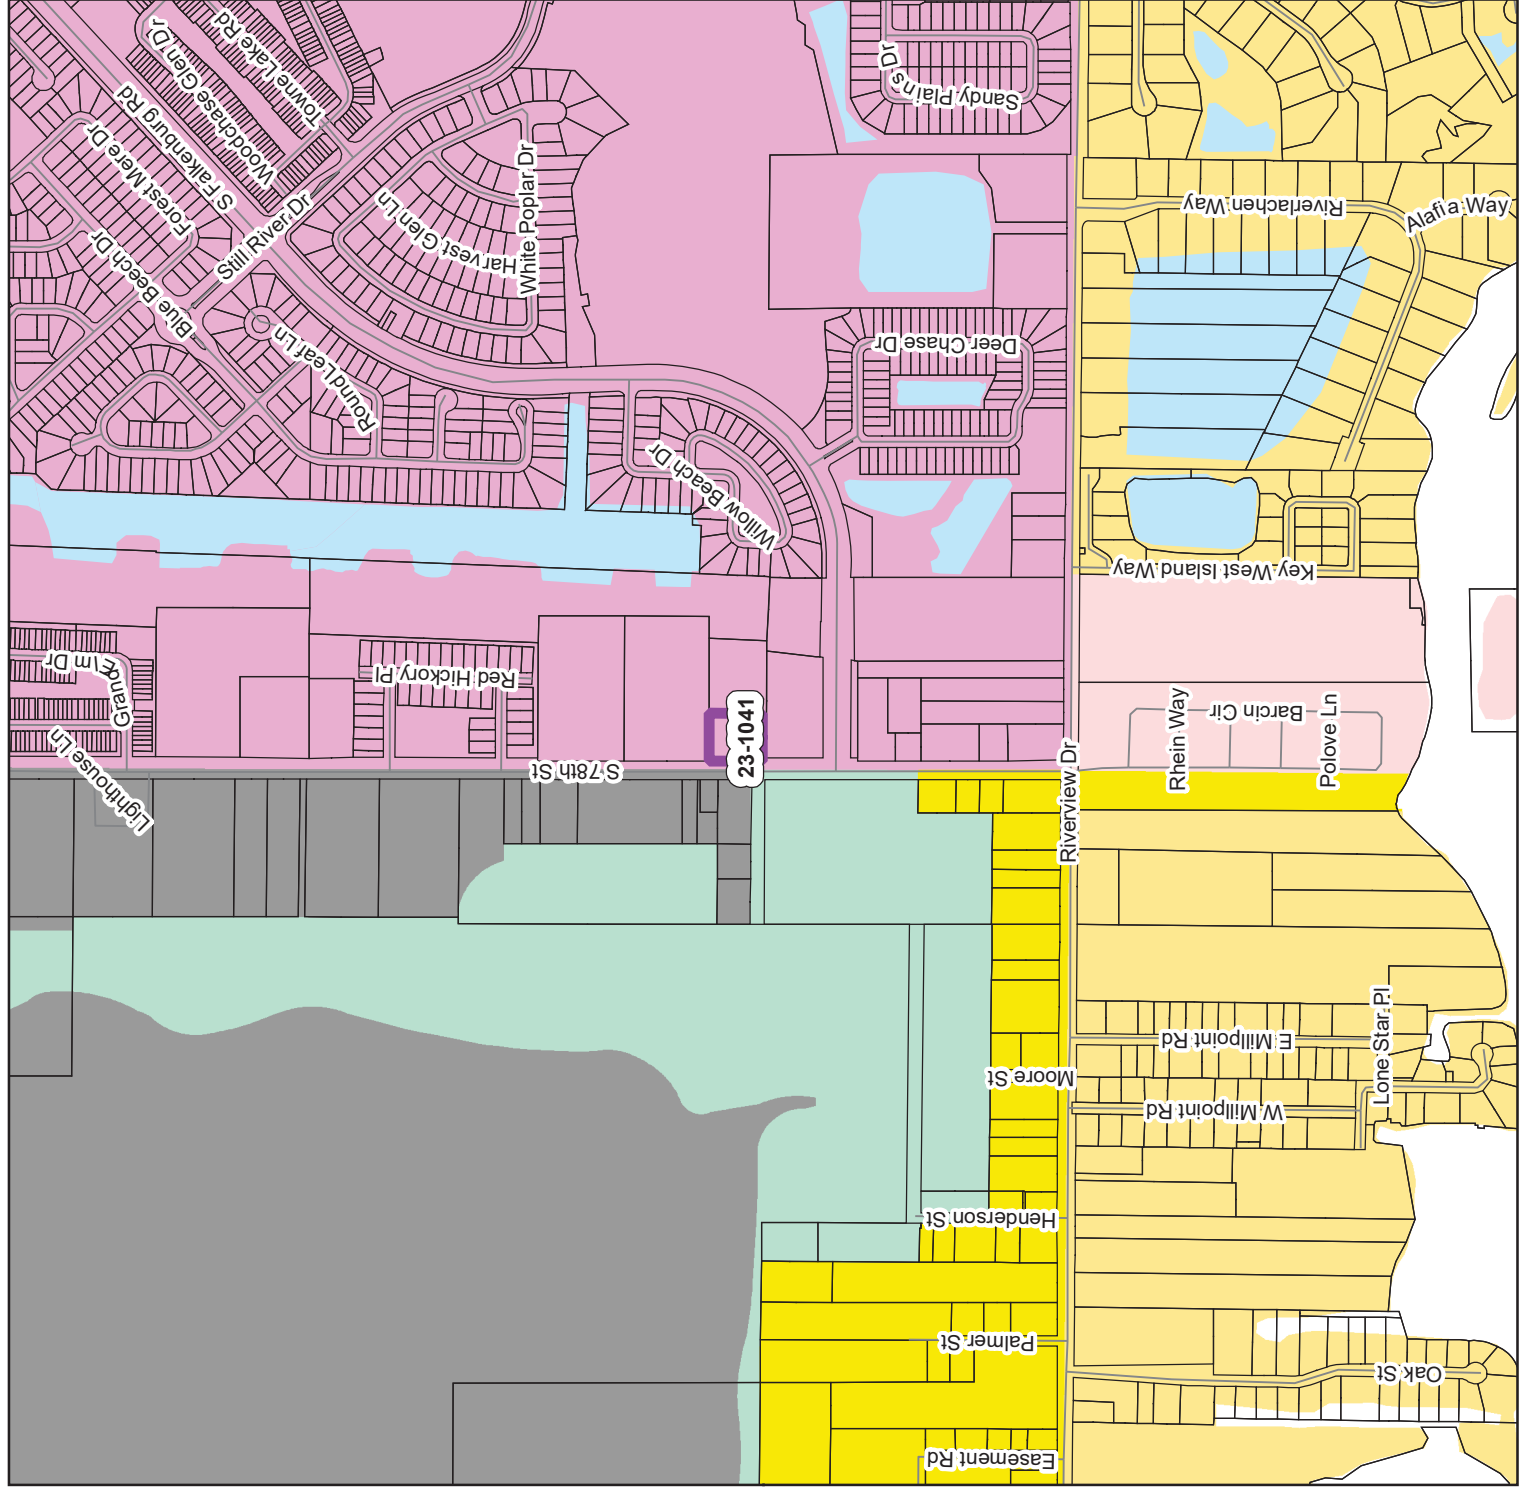 Woodchase Glen Dr
Towne Lake Rd
S Falkenburg Rd
Forest Mere Dr
Blue Beech Dr
Still River Dr
Harvest Glen Ln
White Poplar Dr
Round Leaf Ln
Sandy Plains Dr
Riverlachen Way
Alafia Way
Deer Chase Dr
Willow Beach Dr
Key West Island Way
Grand Elm Dr
Lighthouse Ln
Red Hickory Pl
S 78th St
23-1041
Riverview Dr
Rhein Way
Barcin Cir
Polove Ln
Moore St
E Millpoint Rd
Lone Star Pl
W Millpoint Rd
Henderson St
Palmer St
Oak St
Easement Rd